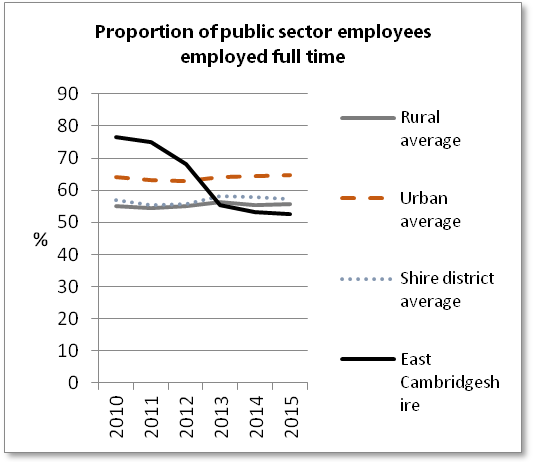 Proportion of public sector employees
employed full time
90
80
70
60
50
40
30
20
10
0
%
2010
2011
2012
2013
2014
2015
Rural
average
Urban
average
Shire district
average
East
Cambridgesh
ire